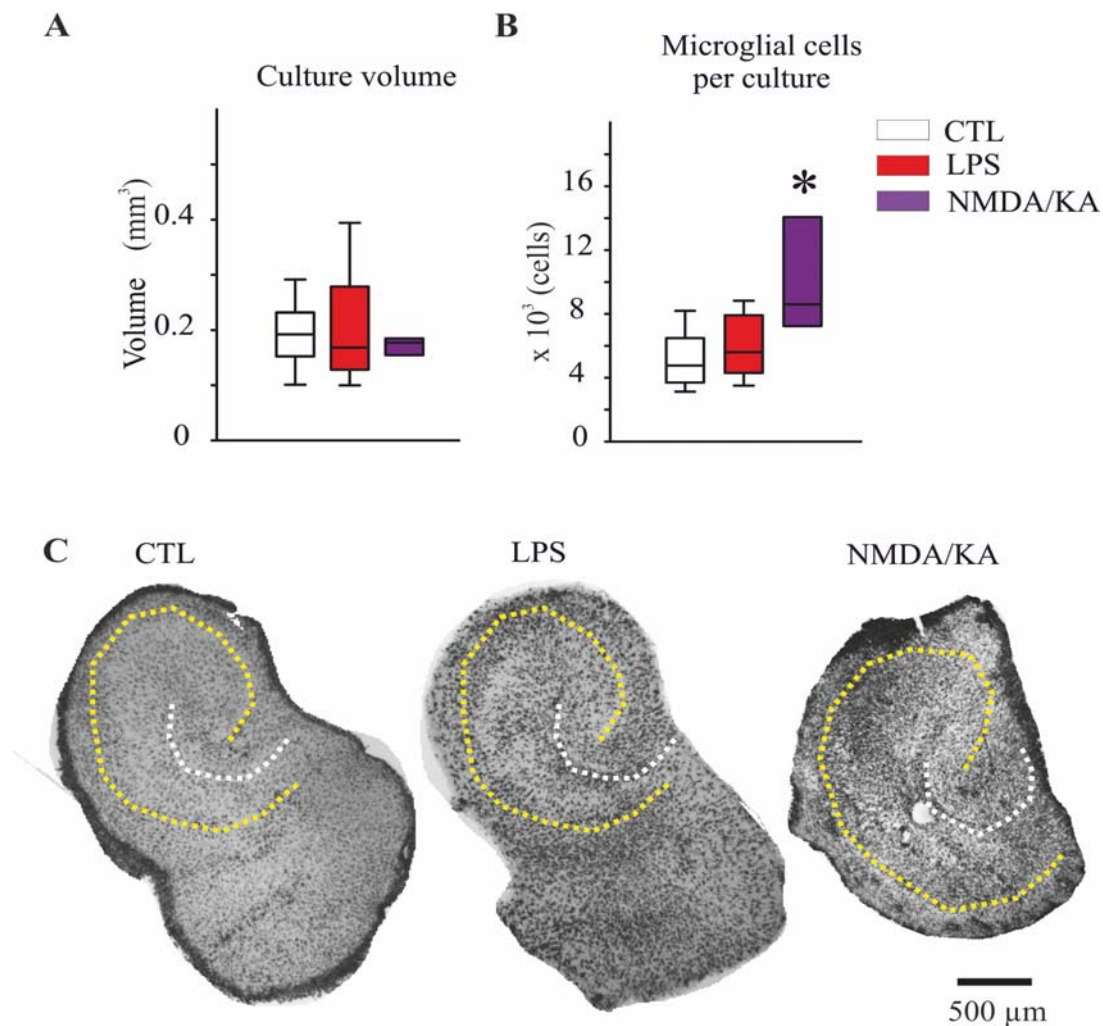 A
Culture volume
Volume (mm³)
0.4
0.2
0
B
Microglial cells
per culture
x 10³ (cells)
16
12
8
4
0
*
CTL
LPS
NMDA/KA
C
CTL
LPS
NMDA/KA
500 µm